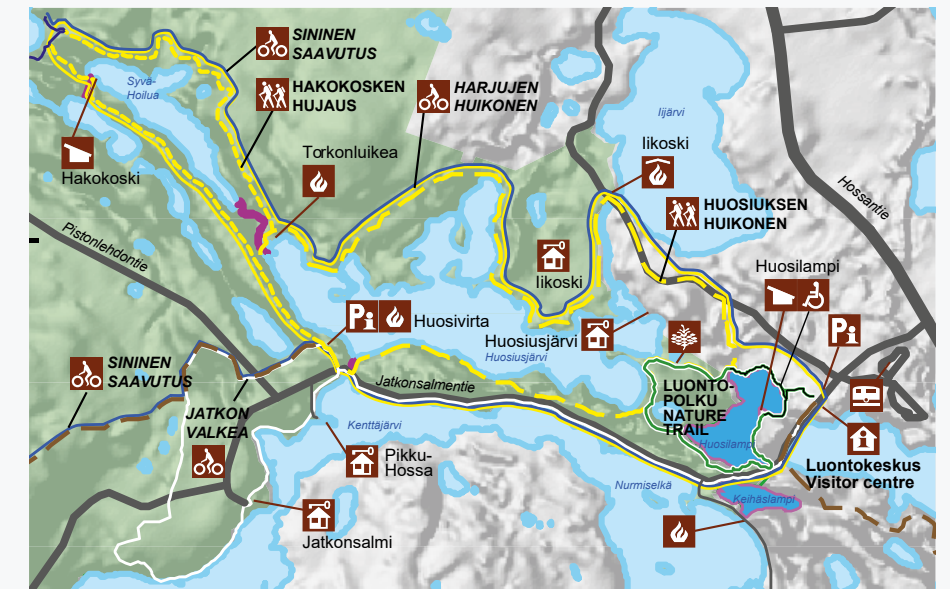 SININEN
SAAVUTUS
Syvä-
Hoilua
HAKOKOSKEN
HUJAUS
HARJUJEN
HUIKONEN
Iijärvi
Hakokoski
Torkonluikea
Iikoski
Hossantie
HUOSIUKSEN
HUIKONEN
Pistonlehdontie
Iikoski
Huosilampi
Pi
Huosivirta
Huosiusjärvi
Huosiusjärvi
Pi
SININEN
SAAVUTUS
Jatkonsalmentie
JATKON
VALKEA
LUONTO-
POLKU
NATURE
TRAIL
Kenttäjärvi
Huosilampi
Pikku-
Hossa
Luontokeskus
Visitor centre
Nurmiselkä
Keihäslampi
Jatkonsalmi